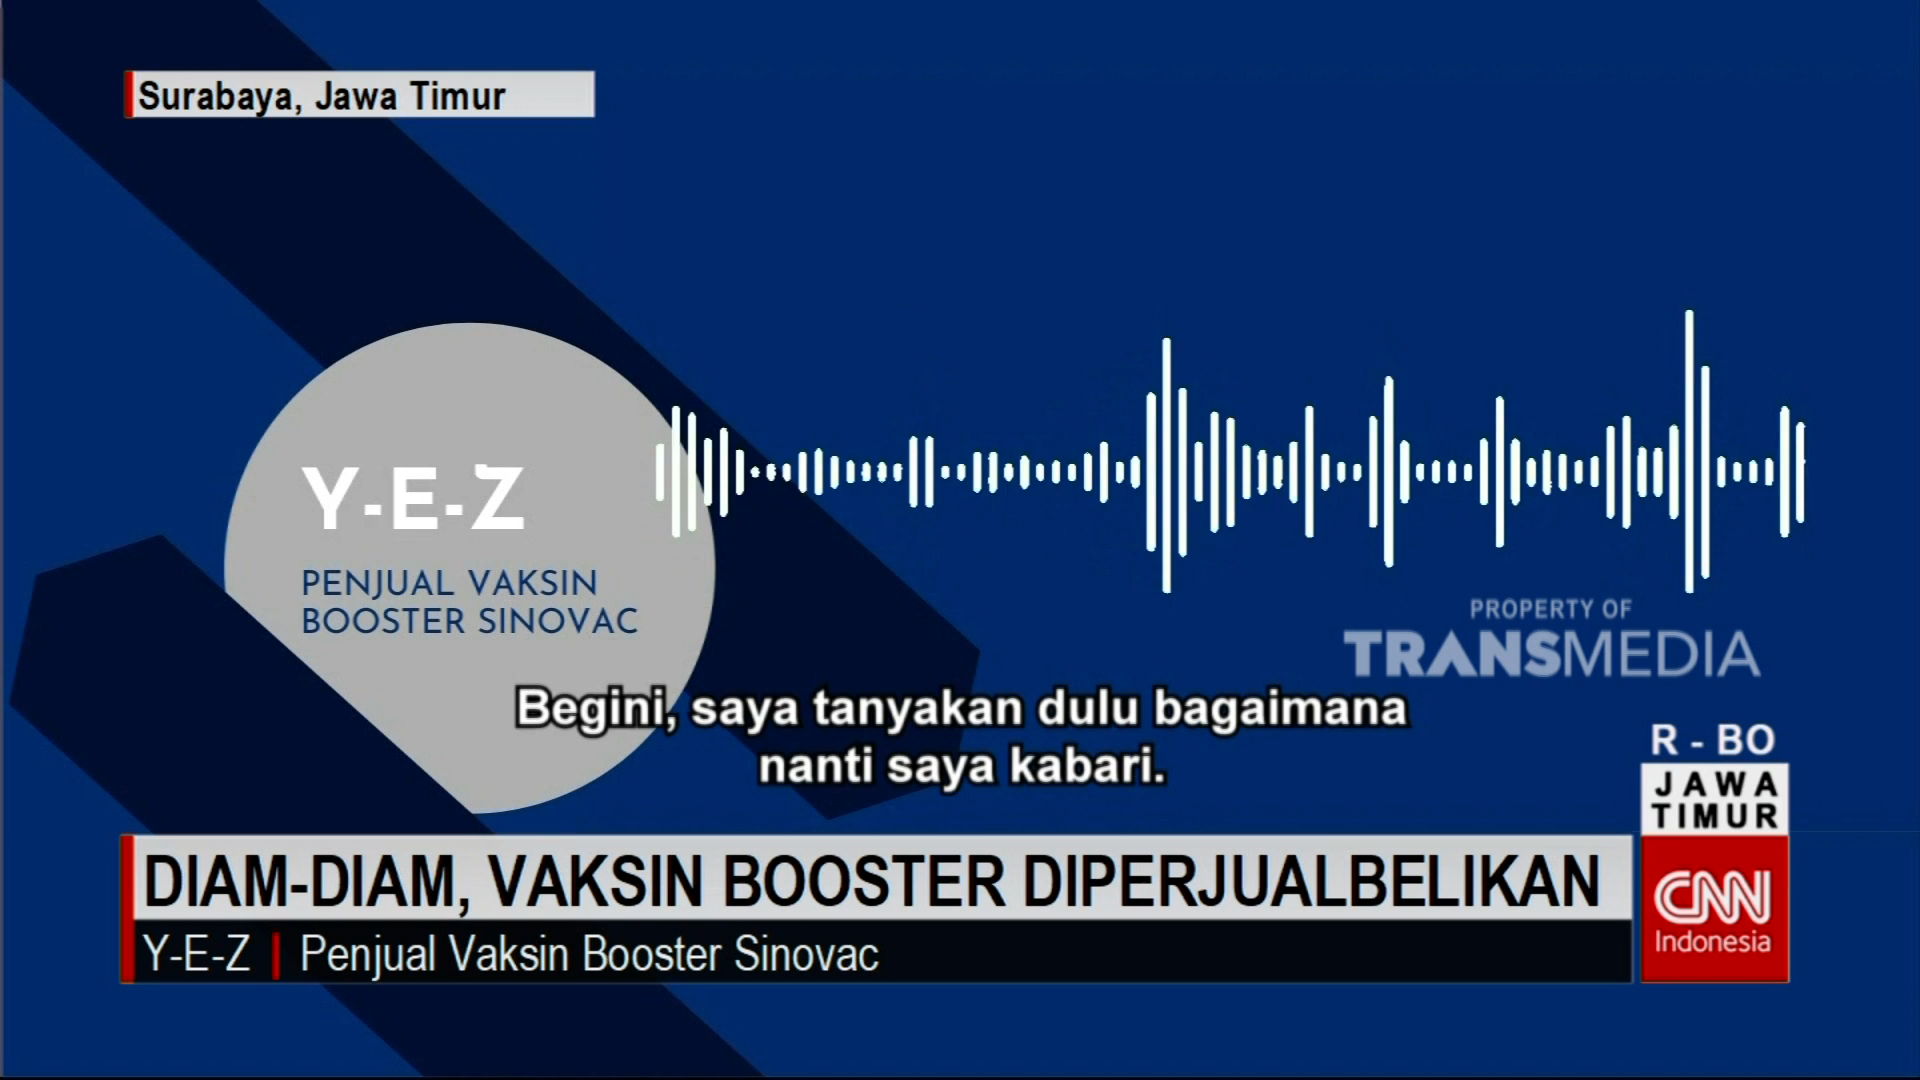 Surabaya, Jawa Timur
Y-E-Z
PENJUAL VAKSIN
BOOSTER SINOVAC
PROPERTY OF
TRANSMEDIA
Begini, saya tanyakan dulu bagaimana
nanti saya kabari.
R - BO
JAWA
TIMUR
DIAM-DIAM, VAKSIN BOOSTER DIPERJUALBELIKAN
Y-E-Z | Penjual Vaksin Booster Sinovac
CNN
Indonesia